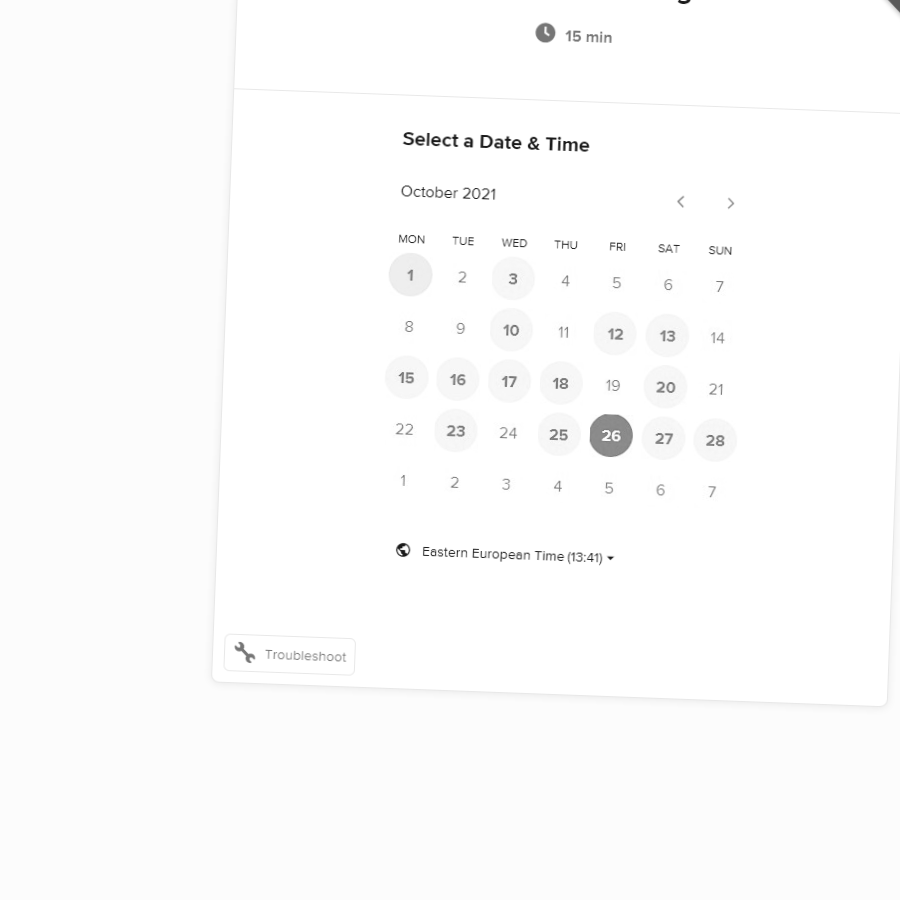 15 min
Select a Date & Time
October 2021
MON TUE WED THU FRI SAT SUN
1 2 3 4 5 6 7
8 9 10 11 12 13 14
15 16 17 18 19 20 21
22 23 24 25 26 27 28
1 2 3 4 5 6 7
Eastern European Time (13:41)
Troubleshoot